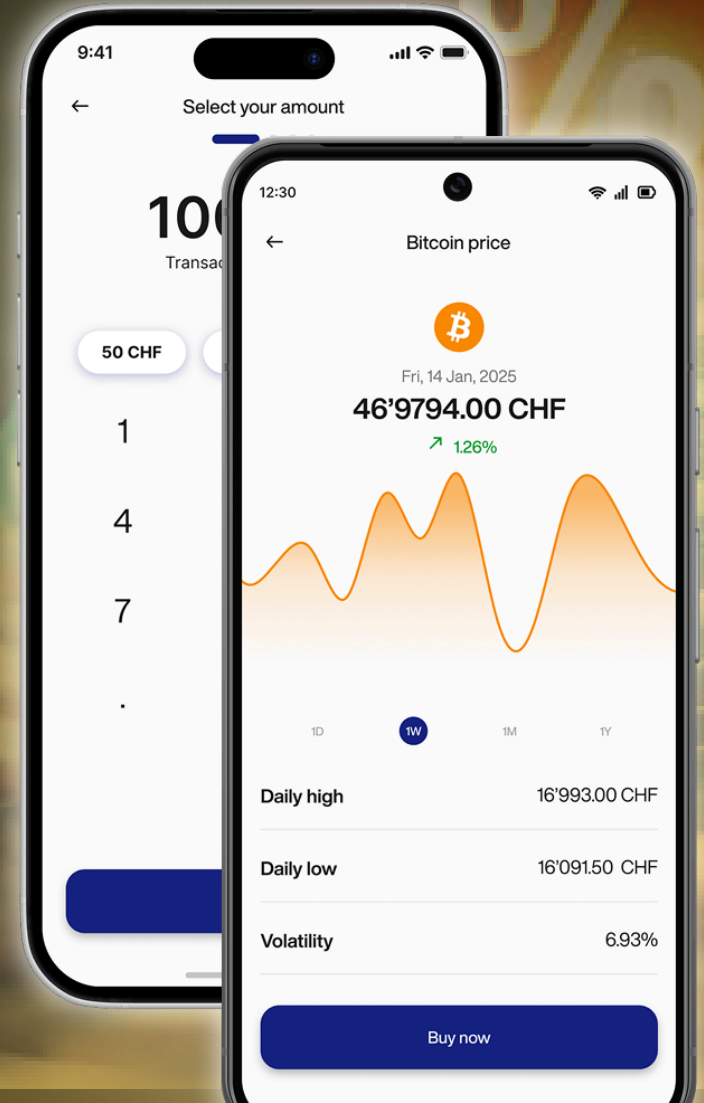 9:41
Select your amount
50 CHF
1
4
7
.
12:30
Bitcoin price
Fri, 14 Jan, 2025
46’9794.00 CHF
1.26%
1D
1W
1M
1Y
Daily high
16’993.00 CHF
Daily low
16’091.50 CHF
Volatility
6.93%
Buy now
%